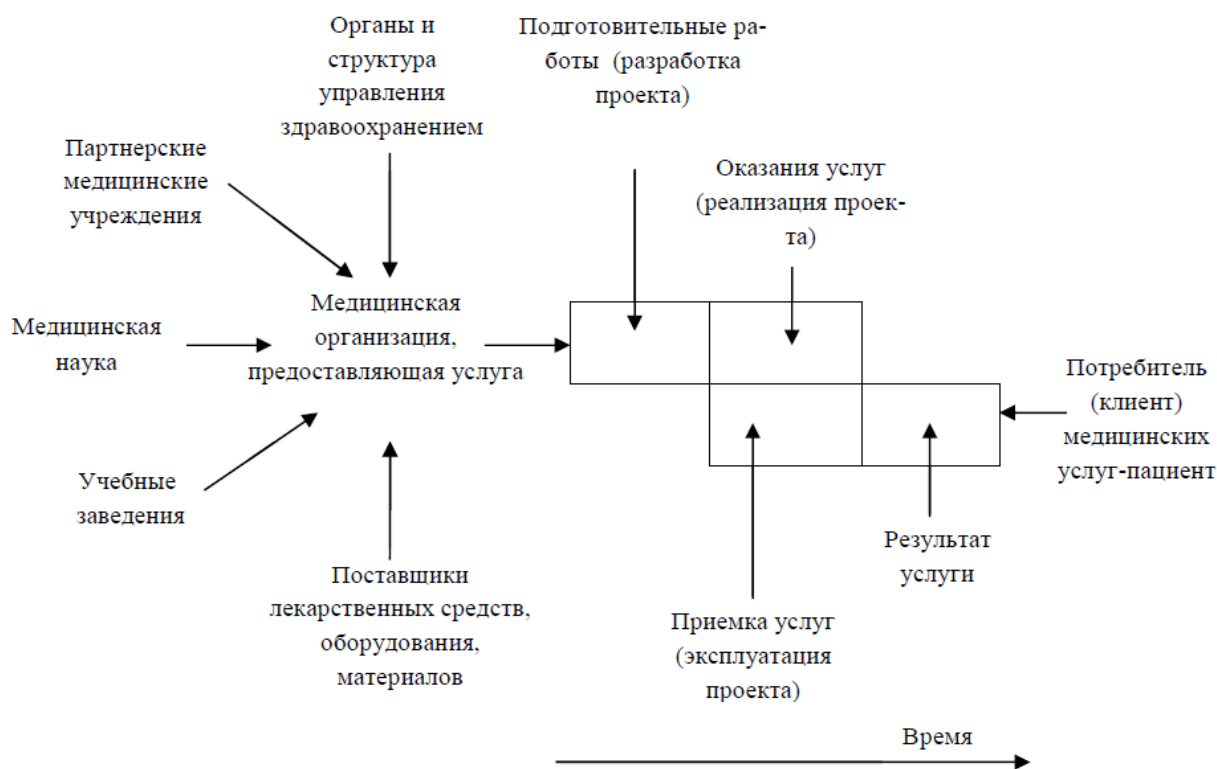 Органы и
структура
управления
здравоохранением
Подготовительные ра-
боты (разработка
проекта)
Партнерские
медицинские
учреждения
Оказания услуг
(реализация проек-
та)
Медицинская
наука
Медицинская
организация,
предоставляющая услуга
Потребитель
(клиент)
медицинских
услуг-пациент
Учебные
заведения
Поставщики
лекарственных средств,
оборудования,
материалов
Результат
услуги
Приемка услуг
(эксплуатация
проекта)
Время